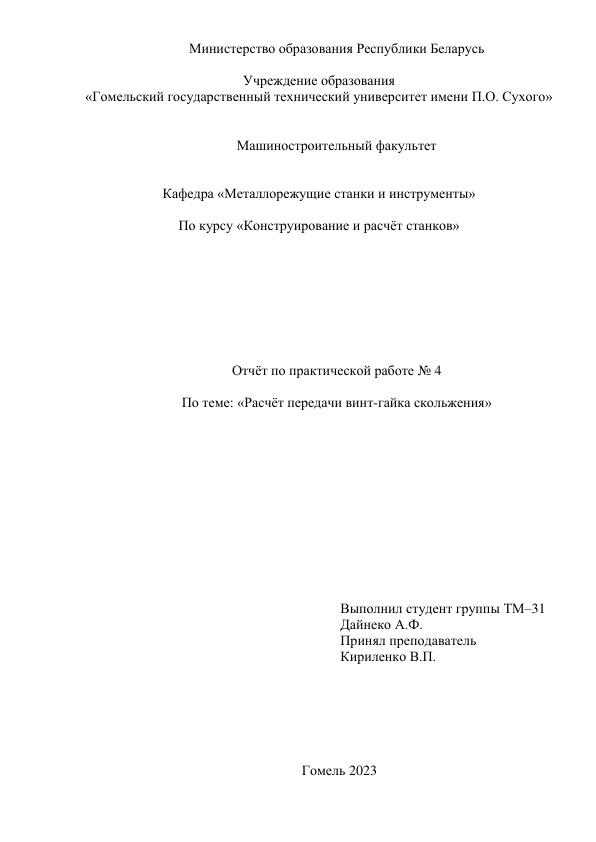 Министерство образования Республики Беларусь
Учреждение образования
«Гомельский государственный технический университет имени П.О. Сухого»
Машиностроительный факультет
Кафедра «Металлорежущие станки и инструменты»
По курсу «Конструирование и расчёт станков»
Отчёт по практической работе № 4
По теме: «Расчёт передачи винт-гайка скольжения»
Выполнил студент группы ТМ–31
Дайнеко А.Ф.
Принял преподаватель
Кириленко В.П.
Гомель 2023